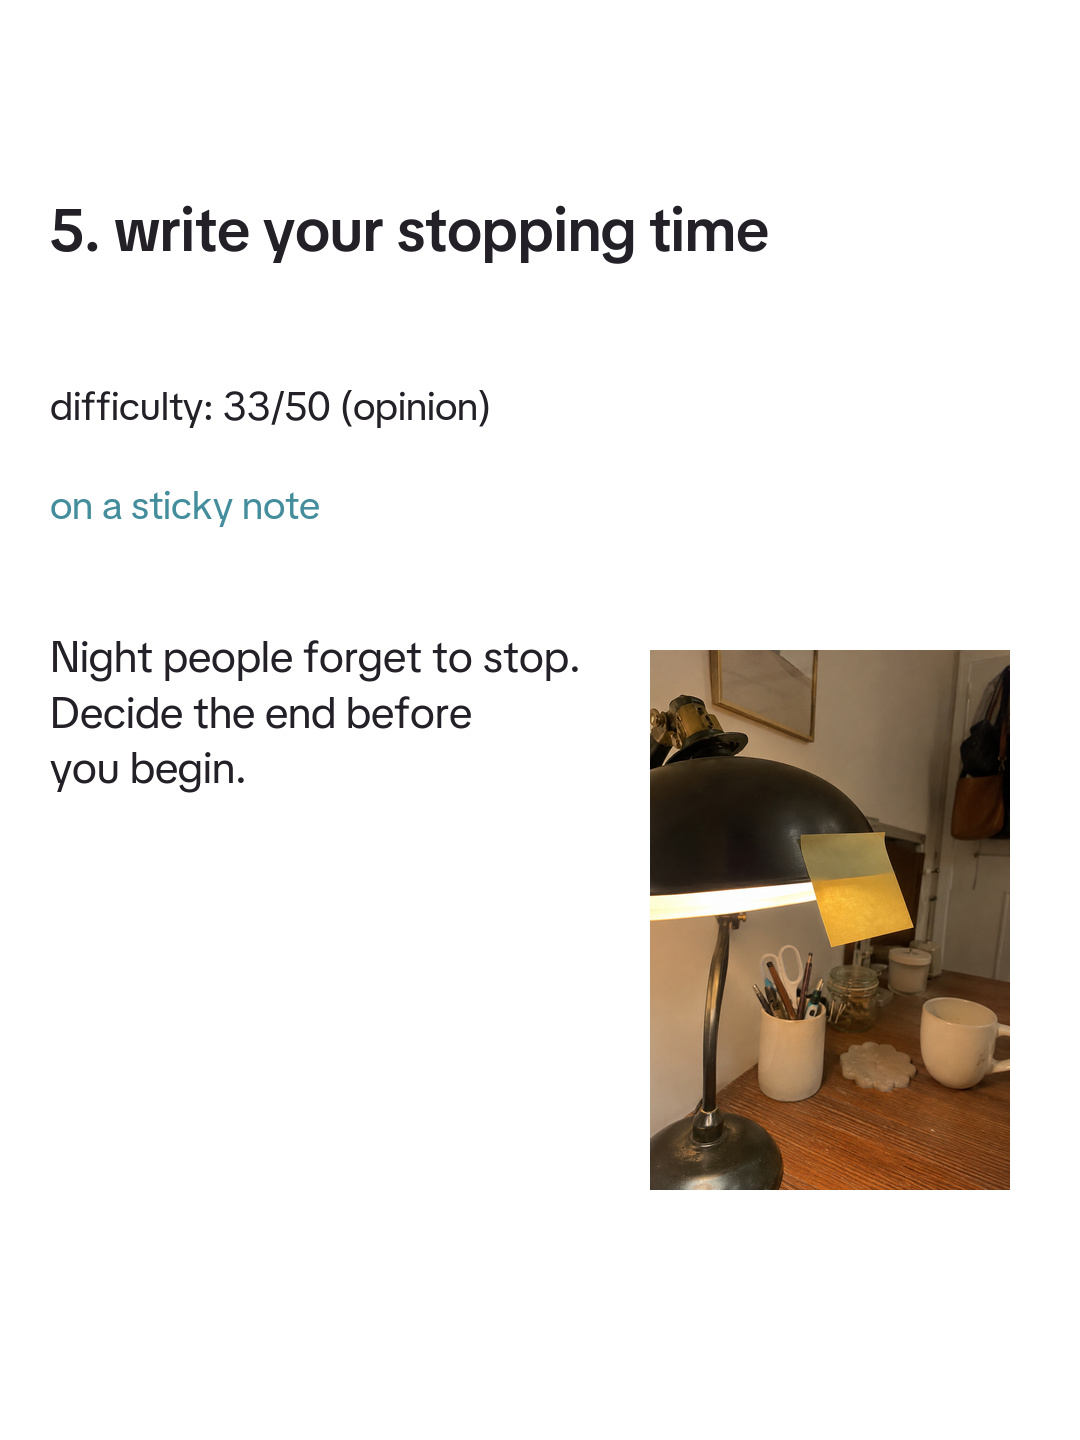 5. write your stopping time
difficulty: 33/50 (opinion)
on a sticky note
Night people forget to stop.
Decide the end before
you begin.